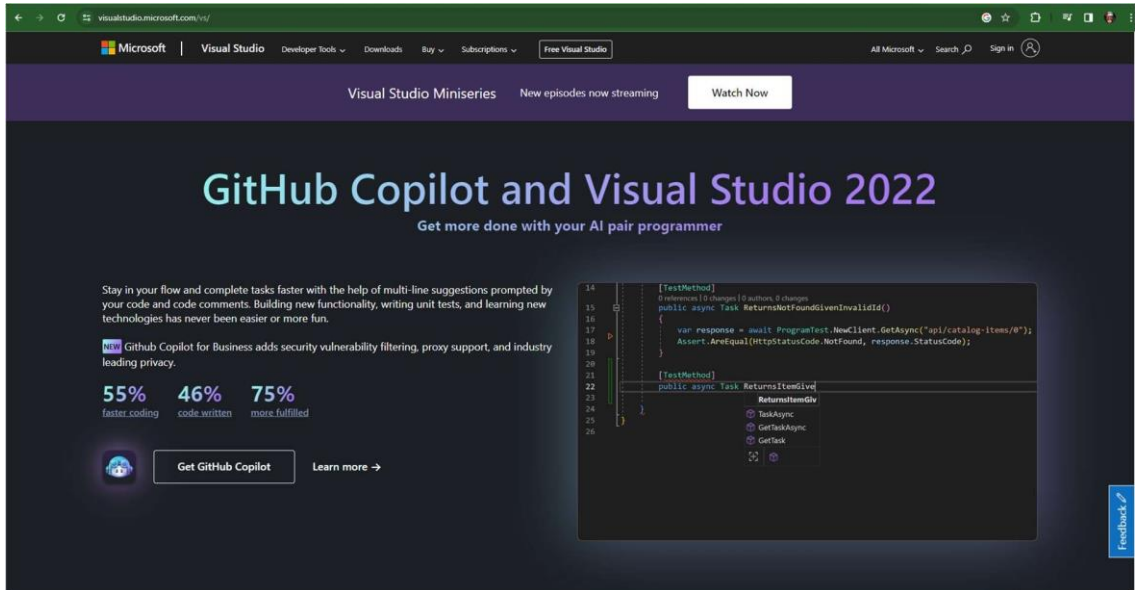 visualstudio.microsoft.com/vs/
Microsoft | Visual Studio Developer Tools Downloads Buy Subscriptions Free Visual Studio All Microsoft Search Sign in
Visual Studio Miniseries New episodes now streaming Watch Now
GitHub Copilot and Visual Studio 2022
Get more done with your AI pair programmer
Stay in your flow and complete tasks faster with the help of multi-line suggestions prompted by
your code and code comments. Building new functionality, writing unit tests, and learning new
technologies has never been easier or more fun.
NEW Github Copilot for Business adds security vulnerability filtering, proxy support, and industry
leading privacy.
55% 46% 75%
faster coding code written more fulfilled
Get GitHub Copilot Learn more →
14 [TestMethod]
0 references | 0 changes | 0 authors, 0 changes
15 public async Task ReturnsNotFoundGivenInvalidId()
16 {
17 var response = await ProgramTest.NewClient.GetAsync("api/catalog-items/0");
18 Assert.AreEqual(HttpStatusCode.NotFound, response.StatusCode);
19 }
20
21 [TestMethod]
22 public async Task ReturnsItemGive
23 ReturnsItemGiv
24 } TaskAsync
25 } GetTaskAsync
26 GetTask
Feedback